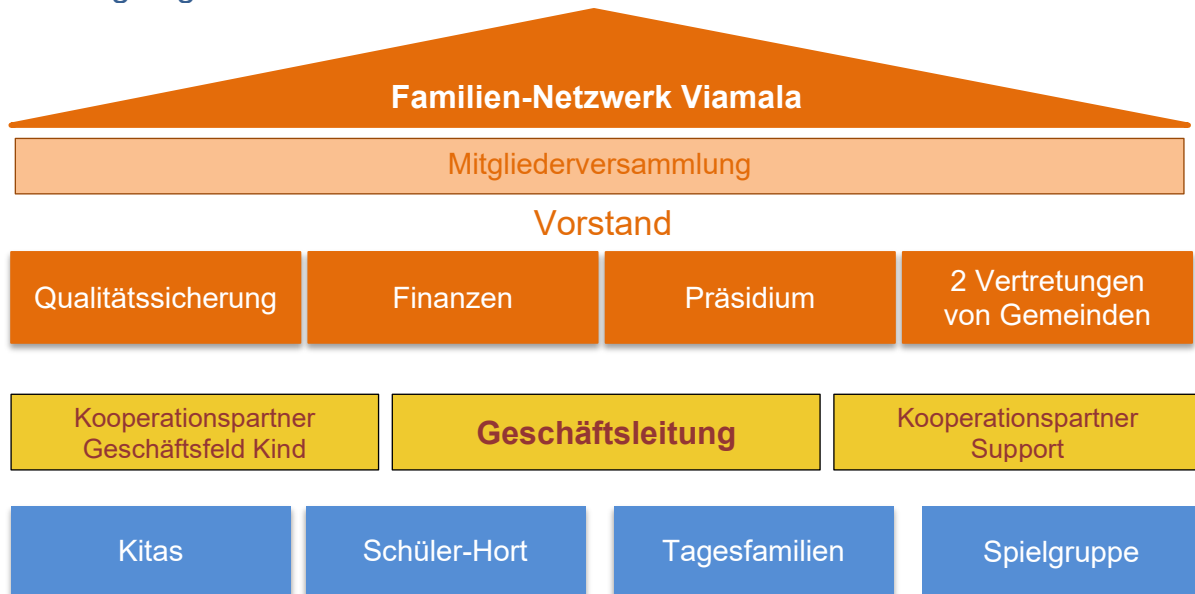 Familien-Netzwerk Viamala
Mitgliederversammlung
Vorstand
Qualitätssicherung
Finanzen
Präsidium
2 Vertretungen
von Gemeinden
Kooperationspartner
Geschäftsfeld Kind
Geschäftsleitung
Kooperationspartner
Support
Kitas
Schüler-Hort
Tagesfamilien
Spielgruppe